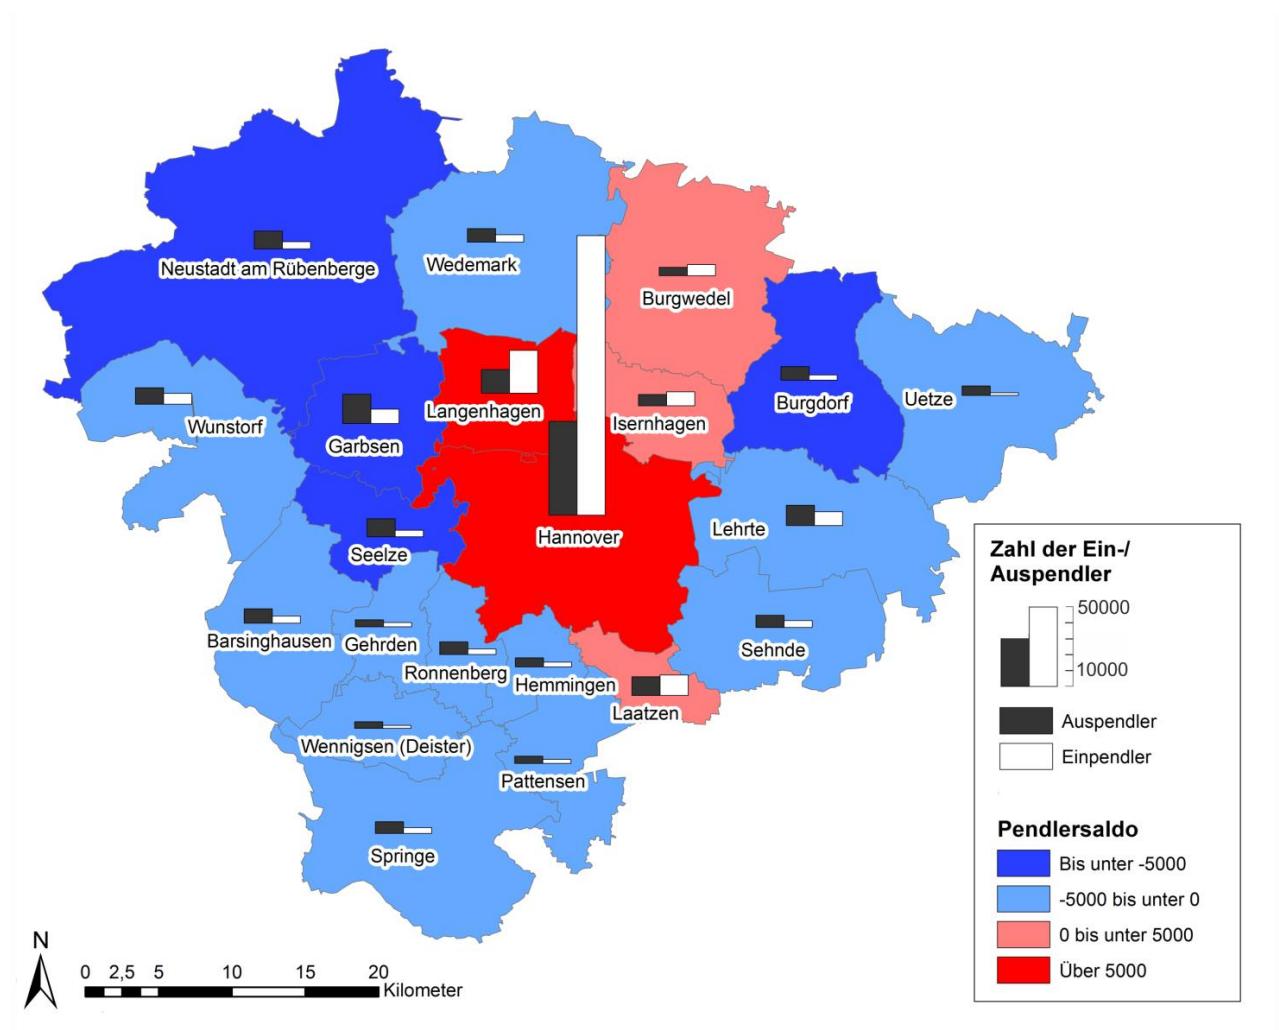 Neustadt am Rübenberge
Wedemark
Burgwedel
Wunstorf
Garbsen
Langenhagen
Isernhagen
Burgdorf
Uetze
Seelze
Hannover
Lehrte
Barsinghausen
Gehrden
Ronnenberg
Hemmingen
Sehnde
Laatzen
Wennigsen (Deister)
Pattensen
Springe
Zahl der Ein-/
Auspendler
50000
10000
Auspendler
Einpendler
Pendlersaldo
Bis unter -5000
-5000 bis unter 0
0 bis unter 5000
Über 5000
N
0 2,5 5 10 15 20
Kilometer